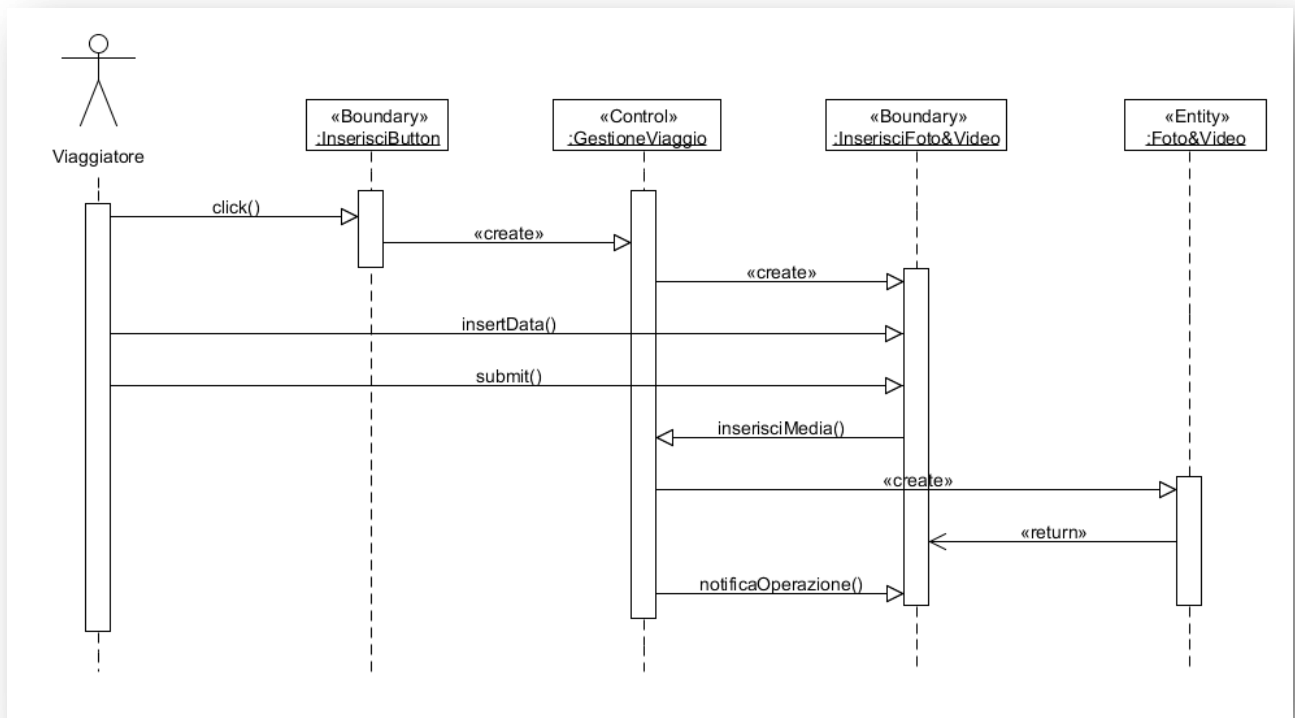 Viaggiatore
«Boundary»
:InserisciButton
«Control»
:GestioneViaggio
«Boundary»
:InserisciFoto&Video
«Entity»
:Foto&Video
click()
«create»
«create»
insertData()
submit()
inserisciMedia()
«create»
«return»
notificaOperazione()